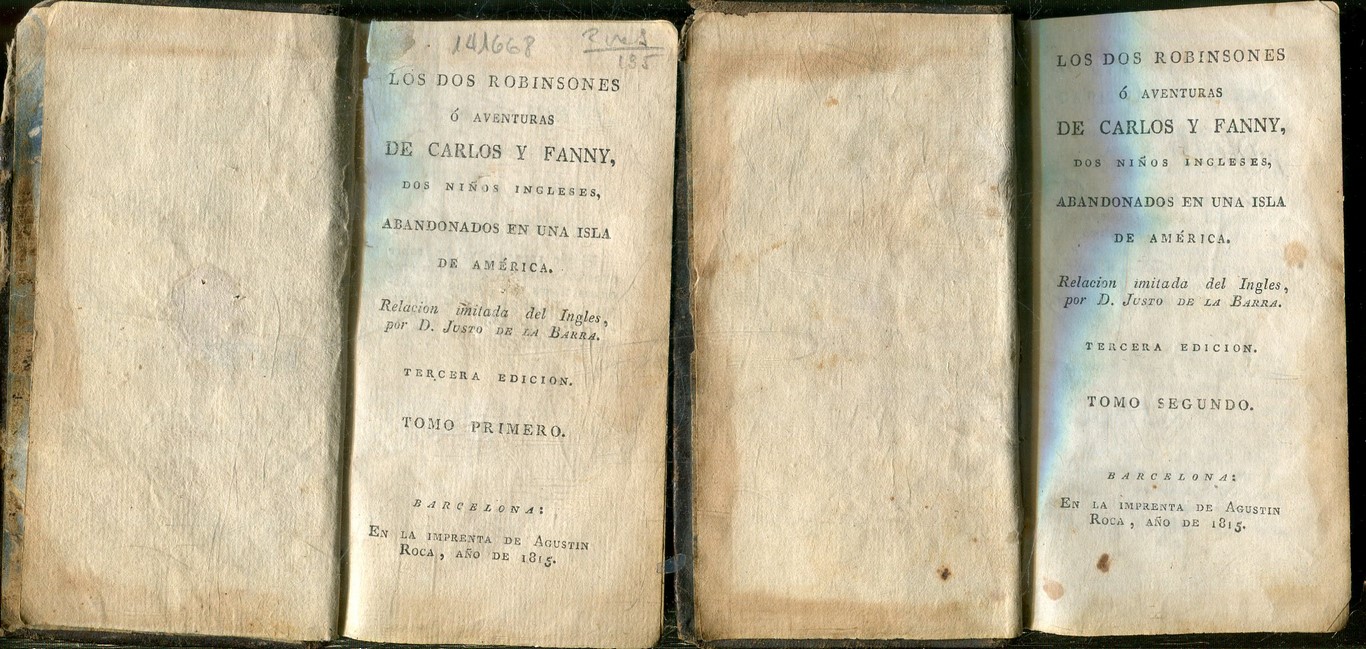 141668
135
LOS DOS ROBINSONES
ó AVENTURAS
DE CARLOS Y FANNY,
DOS NIÑOS INGLESES,
ABANDONADOS EN UNA ISLA
DE AMÉRICA.
Relacion imitada del Ingles,
por D. JUSTO DE LA BARRA.
TERCERA EDICION.
TOMO PRIMERO.
BARCELONA:
EN LA IMPRENTA DE AGUSTIN
ROCA, AÑO DE 1815.
LOS DOS ROBINSONES
ó AVENTURAS
DE CARLOS Y FANNY,
DOS NIÑOS INGLESES,
ABANDONADOS EN UNA ISLA
DE AMÉRICA.
Relacion imitada del Ingles,
por D. JUSTO DE LA BARRA.
TERCERA EDICION.
TOMO SEGUNDO.
BARCELONA:
EN LA IMPRENTA DE AGUSTIN
ROCA, AÑO DE 1815.